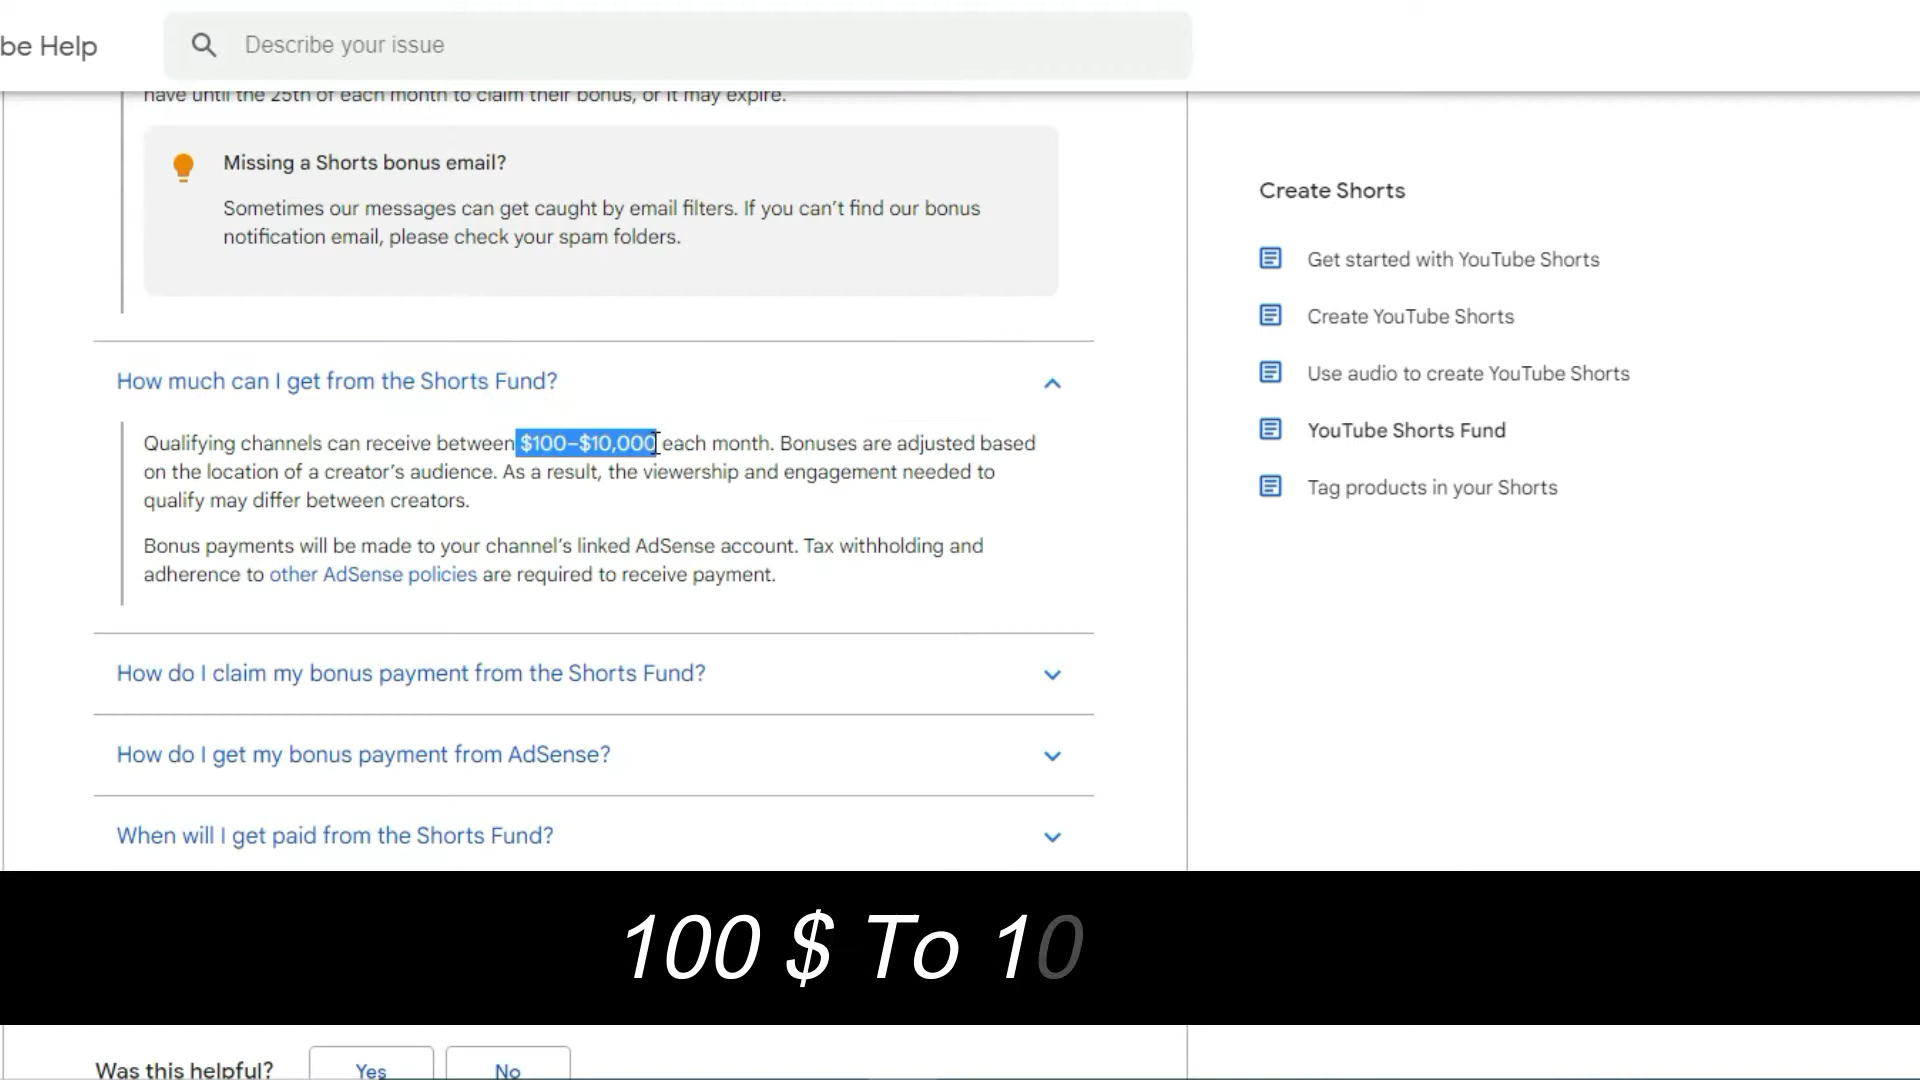 be Help
Describe your issue
have until the 25th of each month to claim their bonus, or it may expire.
Missing a Shorts bonus email?
Sometimes our messages can get caught by email filters. If you can't find our bonus
notification email, please check your spam folders.
How much can I get from the Shorts Fund?
Qualifying channels can receive between $100–$10,000 each month. Bonuses are adjusted based
on the location of a creator's audience. As a result, the viewership and engagement needed to
qualify may differ between creators.
Bonus payments will be made to your channel's linked AdSense account. Tax withholding and
adherence to other AdSense policies are required to receive payment.
How do I claim my bonus payment from the Shorts Fund?
How do I get my bonus payment from AdSense?
When will I get paid from the Shorts Fund?
Create Shorts
Get started with YouTube Shorts
Create YouTube Shorts
Use audio to create YouTube Shorts
YouTube Shorts Fund
Tag products in your Shorts
100 $ To 10
Was this helpful?
Yes
No